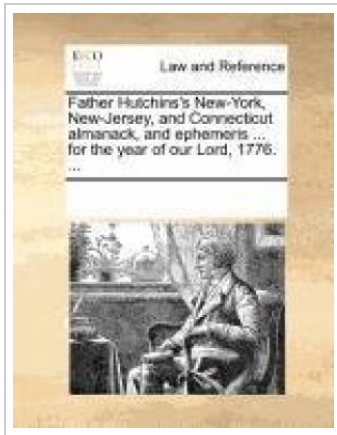 ECCO
Law and Reference
Father Hutchins's New-York,
New-Jersey, and Connecticut
almanack, and ephemeris ...
for the year of our Lord, 1776.
...